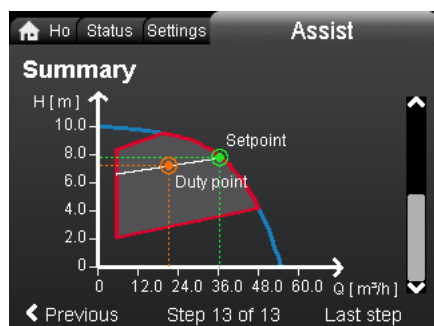 Ho Status Settings Assist
Summary
H [ m ]
10.0
8.0
6.0
4.0
2.0
0
Setpoint
Duty point
0 12.0 24.0 36.0 48.0 60.0 Q [ m³/h ]
Previous Step 13 of 13 Last step